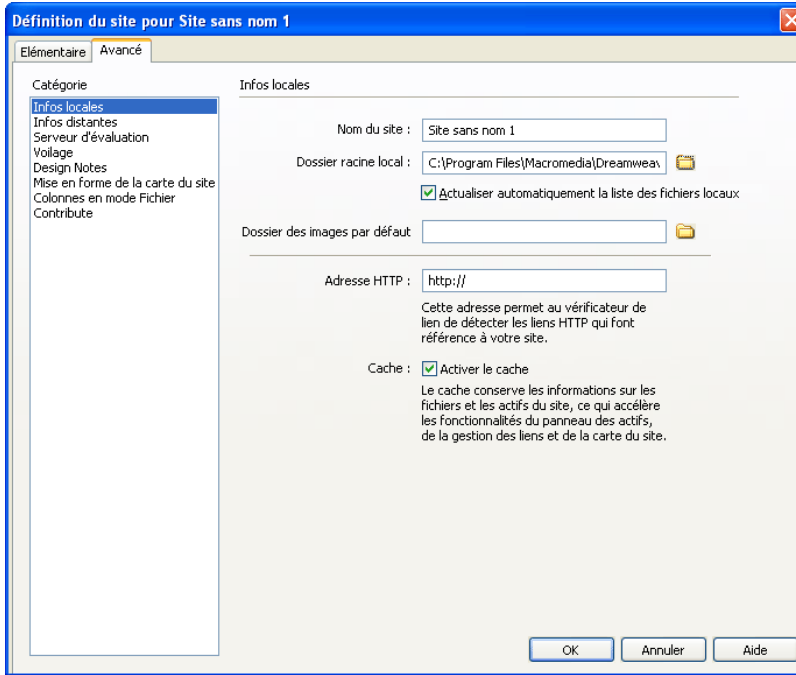 Définition du site pour Site sans nom 1
Elémentaire
Avancé
Catégorie
Infos locales
Infos distantes
Serveur d'évaluation
Voilage
Design Notes
Mise en forme de la carte du site
Colonnes en mode Fichier
Contribute
Infos locales
Nom du site : Site sans nom 1
Dossier racine local : C:\Program Files\Macromedia\Dreamweav
Actualiser automatiquement la liste des fichiers locaux
Dossier des images par défaut
Adresse HTTP : http://
Cette adresse permet au vérificateur de
lien de détecter les liens HTTP qui font
référence à votre site.
Cache : Activer le cache
Le cache conserve les informations sur les
fichiers et les actifs du site, ce qui accélère
les fonctionnalités du panneau des actifs,
de la gestion des liens et de la carte du site.
OK
Annuler
Aide